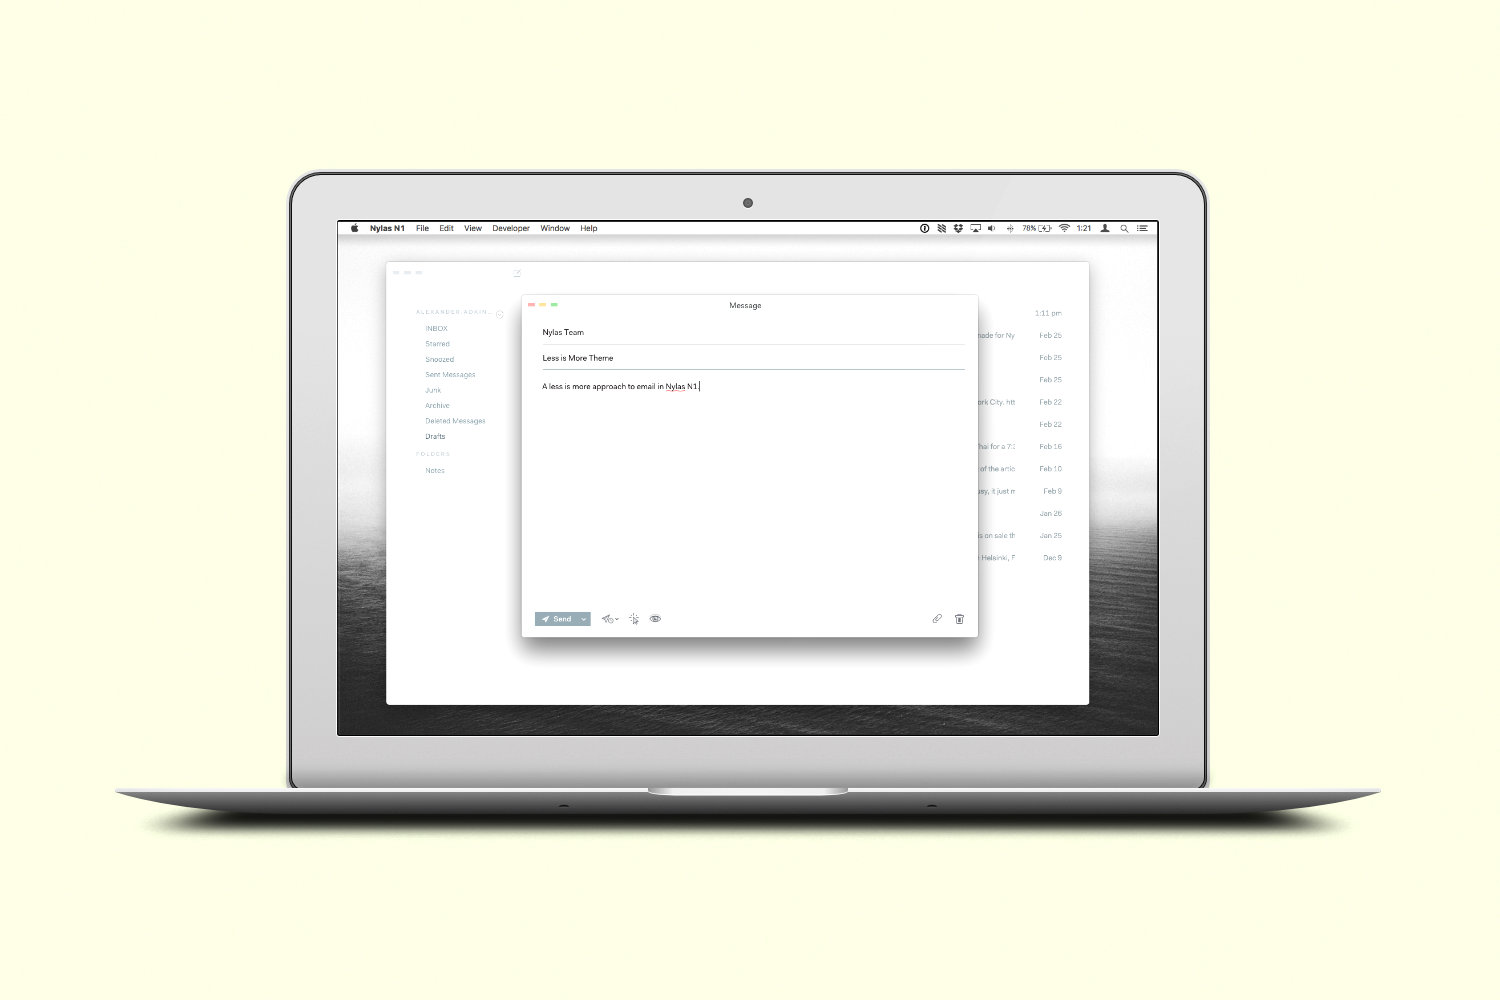 Nylas N1 File Edit View Developer Window Help 78% 1:21
Message
ALEXANDER.ADKIN...
INBOX
Starred
Snoozed
Sent Messages
Junk
Archive
Deleted Messages
Drafts
FOLDERS
Notes
Nylas Team
Less is More Theme
A less is more approach to email in Nylas N1.
Send
1:11 pm
made for Ny Feb 25
Feb 25
Feb 25
ork City. htt Feb 22
Feb 22
Thai for a 7: Feb 16
of the artic Feb 10
usy, it just m Feb 9
Jan 26
is on sale th Jan 25
Helsinki, F Dec 9